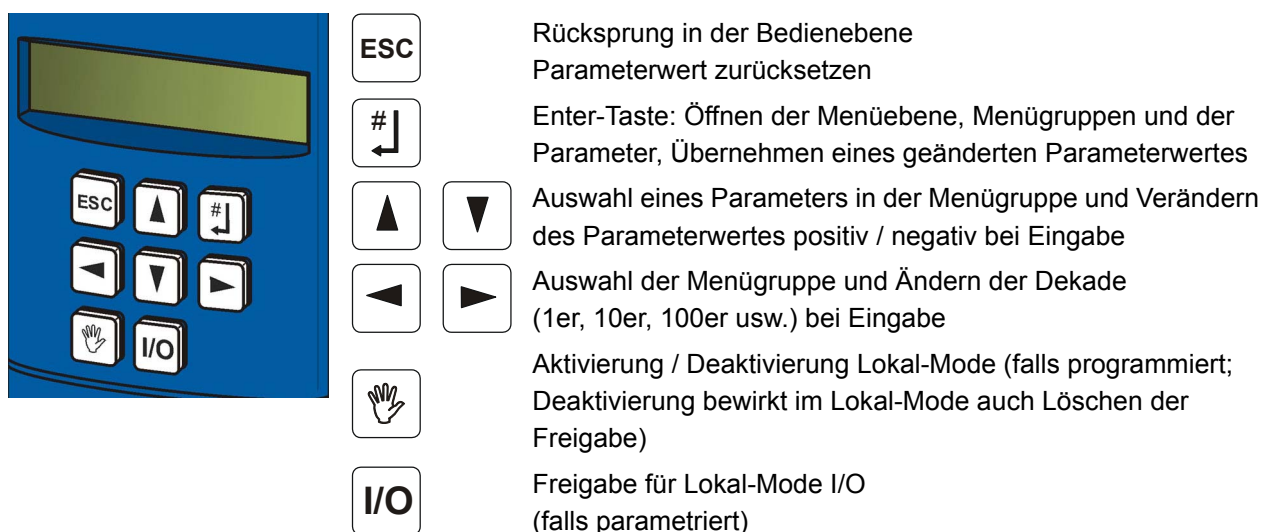 ESC
#
I/O
ESC
Rücksprung in der Bedienebene
Parameterwert zurücksetzen
#
Enter-Taste: Öffnen der Menüebene, Menügruppen und der
Parameter, Übernehmen eines geänderten Parameterwertes
Auswahl eines Parameters in der Menügruppe und Verändern
des Parameterwertes positiv / negativ bei Eingabe
Auswahl der Menügruppe und Ändern der Dekade
(1er, 10er, 100er usw.) bei Eingabe
Aktivierung / Deaktivierung Lokal-Mode (falls programmiert;
Deaktivierung bewirkt im Lokal-Mode auch Löschen der
Freigabe)
I/O
Freigabe für Lokal-Mode I/O
(falls parametriert)